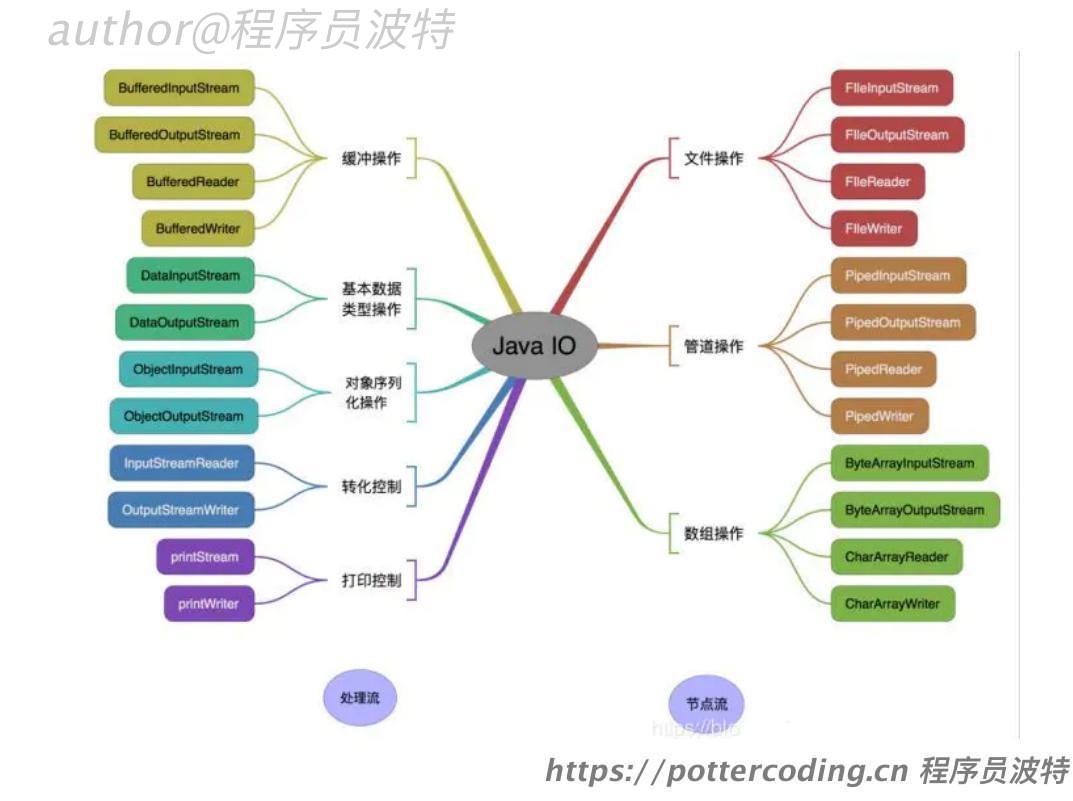 author@程序员波特
BufferedInputStream
BufferedOutputStream
BufferedReader
BufferedWriter
缓冲操作
DataInputStream
DataOutputStream
基本数据
类型操作
ObjectInputStream
ObjectOutputStream
对象序列
化操作
InputStreamReader
OutputStreamWriter
转化控制
printStream
printWriter
打印控制
处理流
Java IO
文件操作
FIleInputStream
FIleOutputStream
FIleReader
FIleWriter
管道操作
PipedInputStream
PipedOutputStream
PipedReader
PipedWriter
数组操作
ByteArrayInputStream
ByteArrayOutputStream
CharArrayReader
CharArrayWriter
节点流
https://blo
https://pottercoding.cn 程序员波特